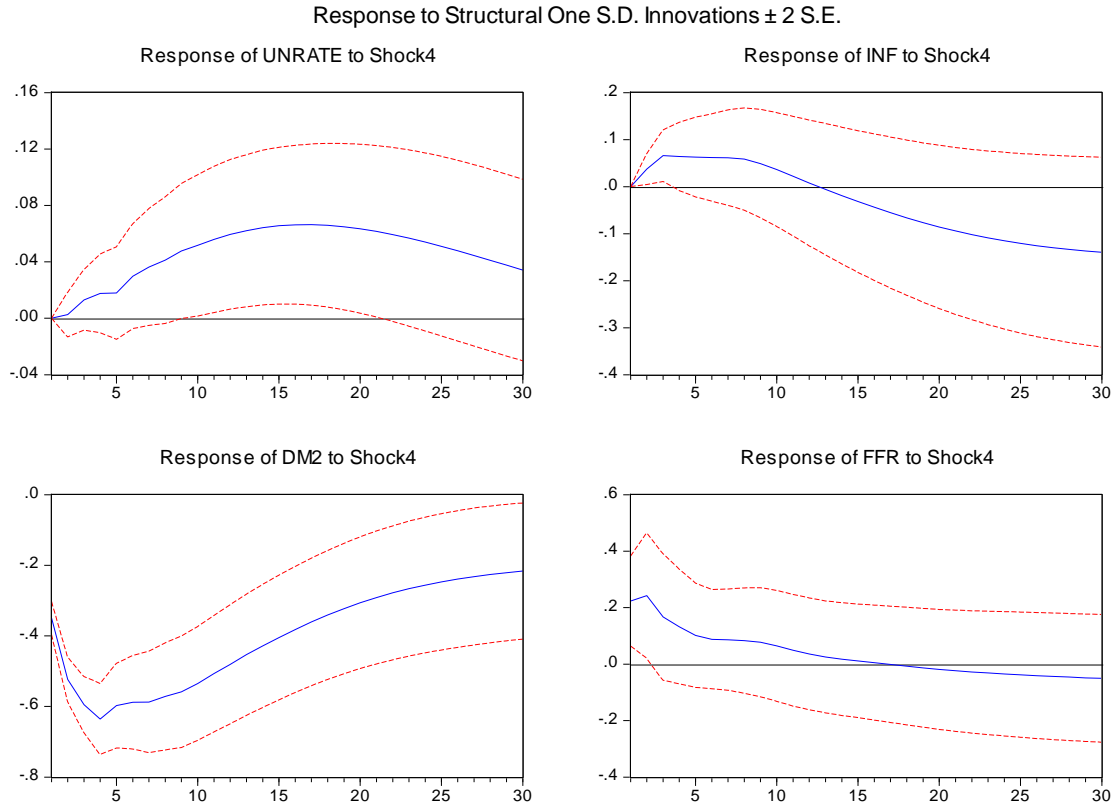 Response to Structural One S.D. Innovations ± 2 S.E.
Response of UNRATE to Shock4
.16
.12
.08
.04
.00
-.04
5 10 15 20 25 30
Response of INF to Shock4
.2
.1
.0
-.1
-.2
-.3
-.4
5 10 15 20 25 30
Response of DM2 to Shock4
.0
-.2
-.4
-.6
-.8
5 10 15 20 25 30
Response of FFR to Shock4
.6
.4
.2
.0
-.2
-.4
5 10 15 20 25 30